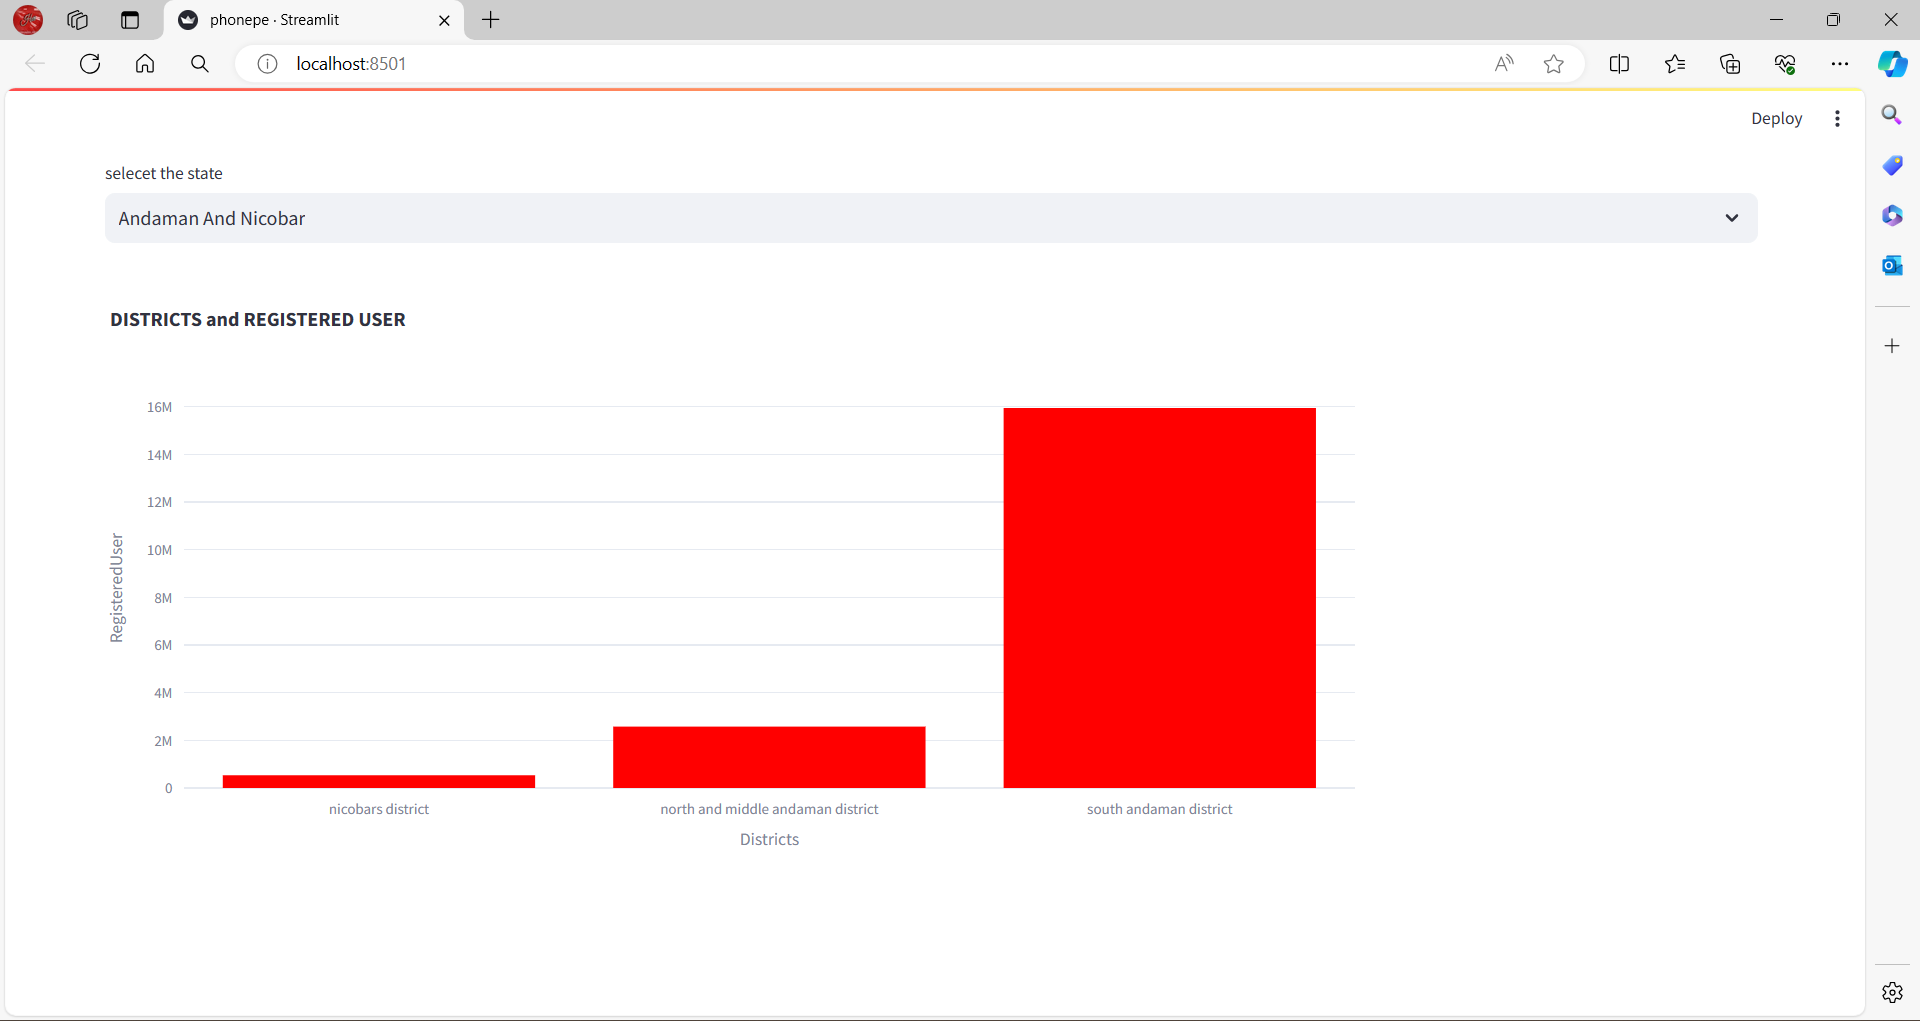 phonepe · Streamlit
localhost:8501
Deploy
selecet the state
Andaman And Nicobar
DISTRICTS and REGISTERED USER
16M
14M
12M
10M
8M
6M
4M
2M
0
RegisteredUser
nicobars district
north and middle andaman district
south andaman district
Districts